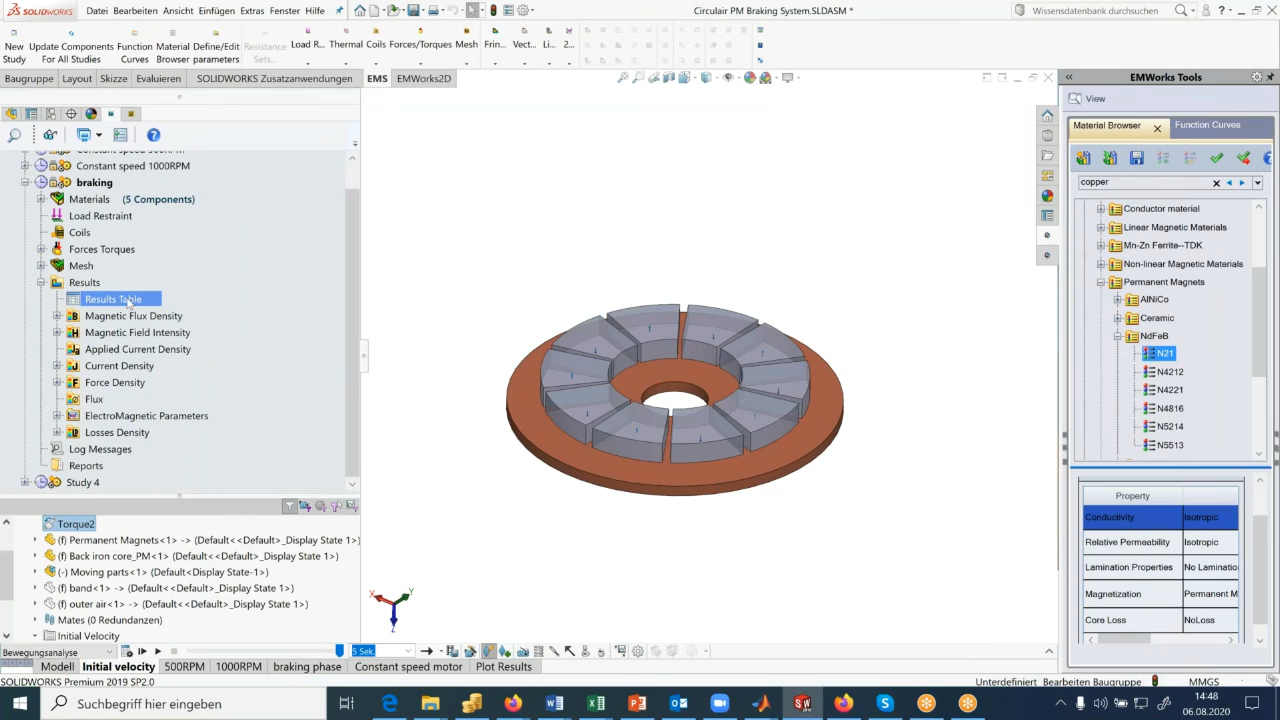 SOLIDWORKS
Datei Bearbeiten Ansicht Einfügen Extras Fenster Hilfe
Circulair PM Braking System.SLDASM *
Wissensdatenbank durchsuchen
New Study
Update Components For All Studies
Function Curves
Material Browser
Define/Edit parameters
Resistance Sets...
Load R...
Thermal
Coils
Forces/Torques
Mesh
Frin...
Vect...
Li...
2...
Baugruppe Layout Skizze Evaluieren SOLIDWORKS Zusatzanwendungen EMS EMWorks2D
Constant speed 1000RPM
braking
Materials (5 Components)
Load Restraint
Coils
Forces Torques
Mesh
Results
Results Table
Magnetic Flux Density
Magnetic Field Intensity
Applied Current Density
Current Density
Force Density
Flux
ElectroMagnetic Parameters
Losses Density
Log Messages
Reports
Study 4
Torque2
(f) Permanent Magnets<1> -> (Default<<Default>_Display State 1>)
(f) Back iron core_PM<1> (Default<<Default>_Display State 1>)
(-) Moving parts<1> (Default<Display State-1>)
(f) band<1> -> (Default<<Default>_Display State 1>)
(f) outer air<1> -> (Default<<Default>_Display State 1>)
Mates (0 Redundanzen)
Initial Velocity
X Y Z
EMWorks Tools
View
Material Browser
Function Curves
copper
Conductor material
Linear Magnetic Materials
Mn-Zn Ferrite--TDK
Non-linear Magnetic Materials
Permanent Magnets
AlNiCo
Ceramic
NdFeB
N21
N4212
N4221
N4816
N5214
N5513
Property
Conductivity Isotropic
Relative Permeability Isotropic
Lamination Properties No Laminatio
Magnetization Permanent M
Core Loss NoLoss
Bewegungsanalyse
5 Sek.
Modell Initial velocity 500RPM 1000RPM braking phase Constant speed motor Plot Results
SOLIDWORKS Premium 2019 SP2.0
Unterdefiniert Bearbeiten Baugruppe
MMGS
Suchbegriff hier eingeben
14:48
06.08.2020